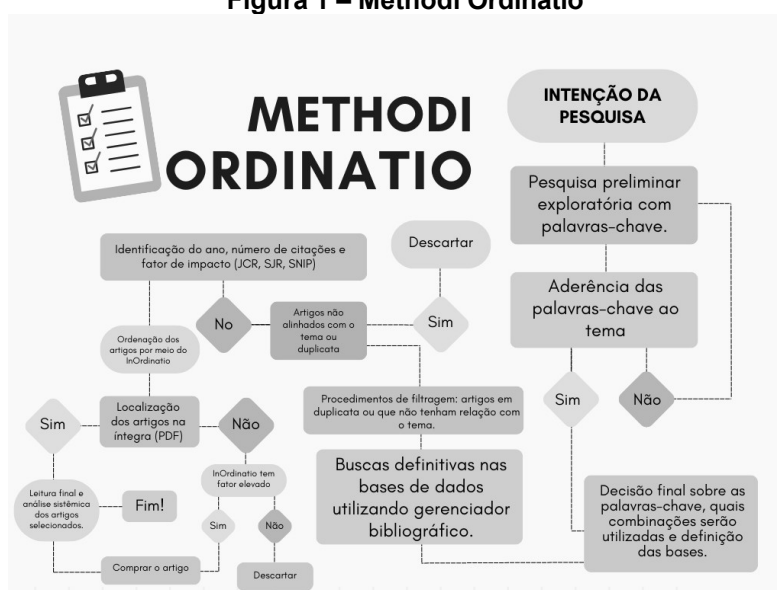 Figura 1 – Methodi Ordinatio
METHODI
ORDINATIO
INTENÇÃO DA
PESQUISA
Pesquisa preliminar
exploratória com
palavras-chave.
Aderência das
palavras-chave ao
tema
Sim
Não
Decisão final sobre as
palavras-chave, quais
combinações serão
utilizadas e definição
das bases.
Buscas definitivas nas
bases de dados
utilizando gerenciador
bibliográfico.
Procedimentos de filtragem: artigos em
duplicata ou que não tenham relação com
o tema.
Artigos não
alinhados com o
tema ou
duplicata
Sim
Descartar
No
Identificação do ano, número de citações e
fator de impacto (JCR, SJR, SNIP)
Ordenação dos
artigos por meio do
InOrdinatio
Localização
dos artigos na
íntegra (PDF)
Sim
Não
Leitura final e
análise sistêmica
dos artigos
selecionados.
Fim!
InOrdinatio tem
fator elevado
Sim
Não
Comprar o artigo
Descartar